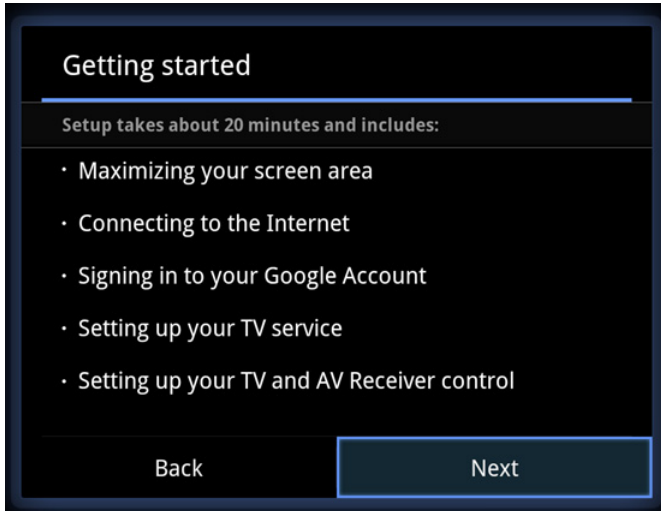 Getting started
Setup takes about 20 minutes and includes:
· Maximizing your screen area
· Connecting to the Internet
· Signing in to your Google Account
· Setting up your TV service
· Setting up your TV and AV Receiver control
Back
Next